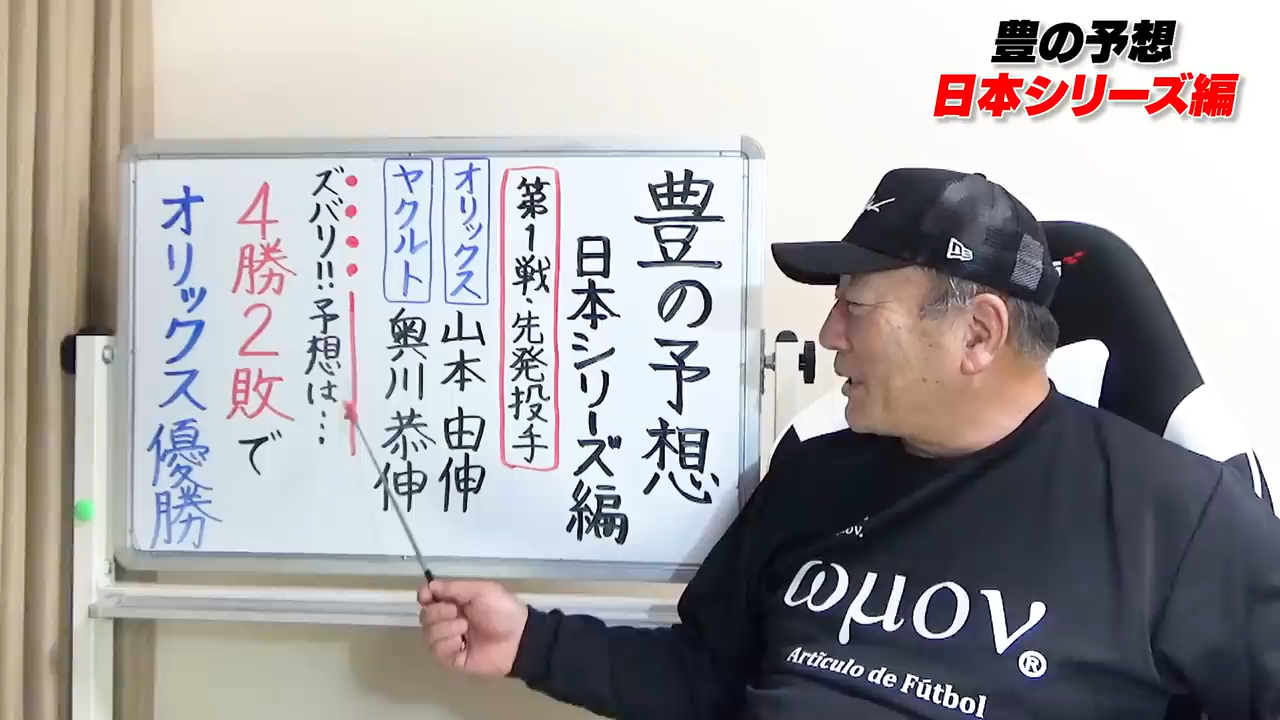 豊の予想
日本シリーズ編
豊の予想
日本シリーズ編
第1戦・先発投手
オリックス 山本 由伸
ヤクルト 奥川 恭伸
ズバリ!!予想は…
4勝2敗で
オリックス優勝
ωμον®
Artículo de Fútbol